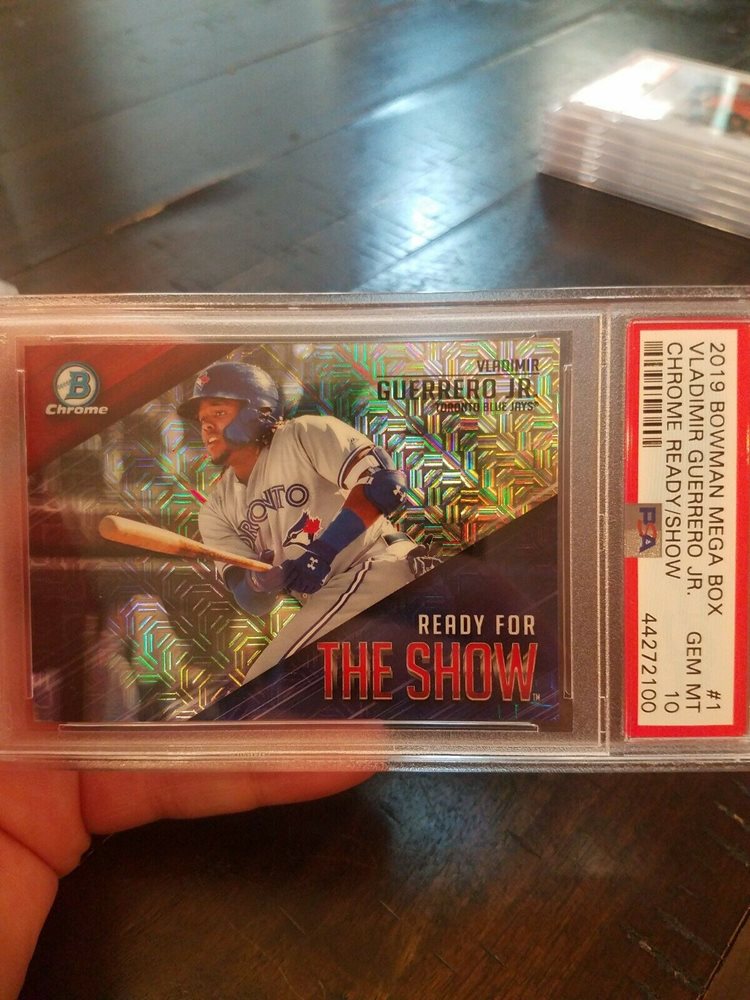 B
Chrome
VLADIMIR
GUERRERO JR.
TORONTO BLUE JAYS
TORONTO
READY FOR
THE SHOW™
2019 BOWMAN MEGA BOX #1
VLADIMIR GUERRERO JR. GEM MT
CHROME READY/SHOW 10
PSA 44272100